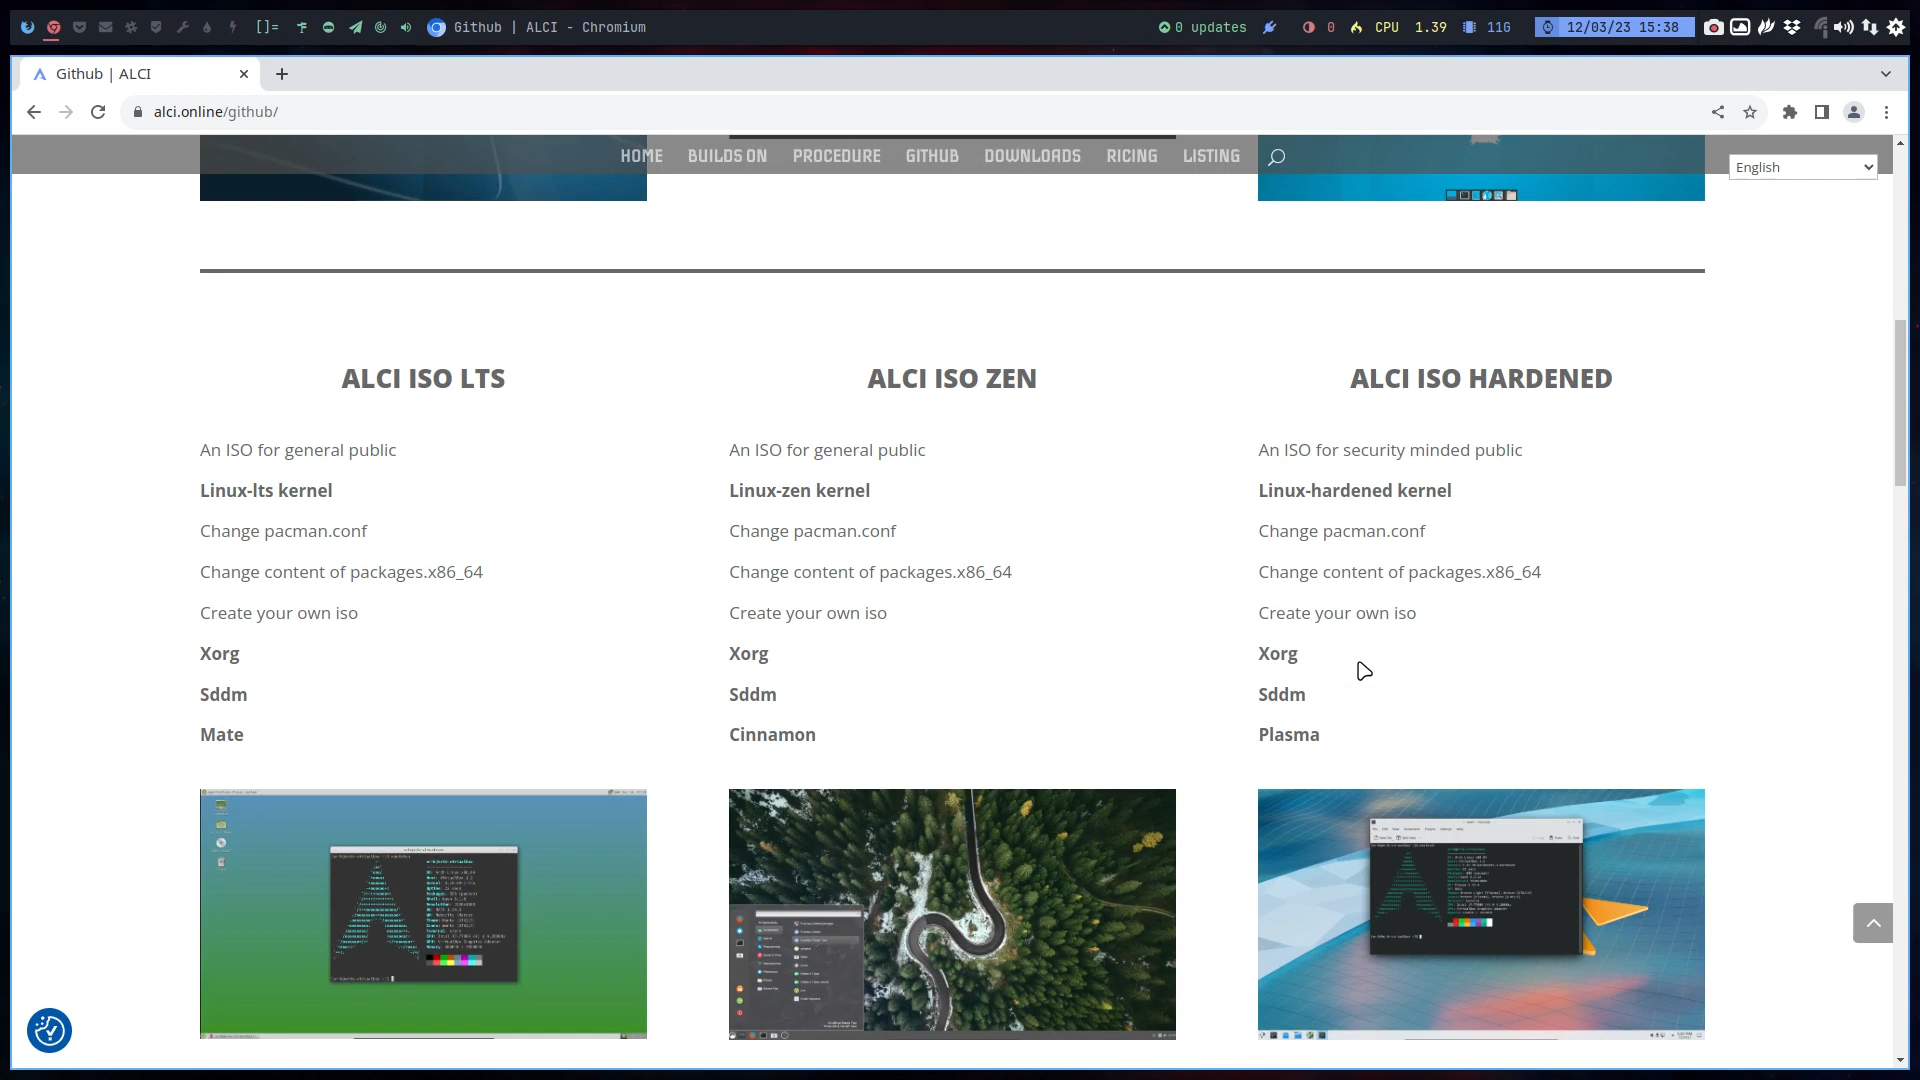 []=
Github | ALCI - Chromium
0 updates
0
CPU 1.39
11G
12/03/23 15:38
Github | ALCI
alci.online/github/
HOME
BUILDS ON
PROCEDURE
GITHUB
DOWNLOADS
RICING
LISTING
English
ALCI ISO LTS
An ISO for general public
Linux-lts kernel
Change pacman.conf
Change content of packages.x86_64
Create your own iso
Xorg
Sddm
Mate
ALCI ISO ZEN
An ISO for general public
Linux-zen kernel
Change pacman.conf
Change content of packages.x86_64
Create your own iso
Xorg
Sddm
Cinnamon
ALCI ISO HARDENED
An ISO for security minded public
Linux-hardened kernel
Change pacman.conf
Change content of packages.x86_64
Create your own iso
Xorg
Sddm
Plasma